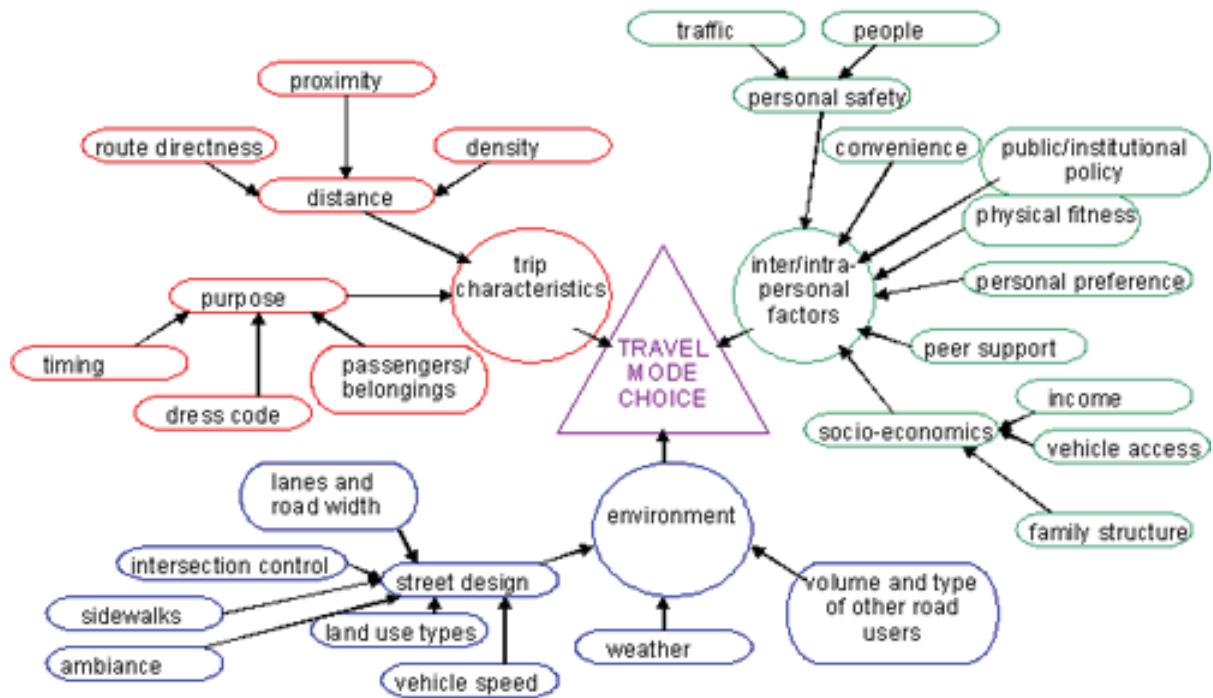 traffic
people
proximity
personal safety
route directness
density
convenience
public/institutional
policy
distance
physical fitness
trip
characteristics
inter/intra-
personal
factors
purpose
personal preference
TRAVEL
MODE
CHOICE
timing
passengers/
belongings
peer support
dress code
income
socio-economics
vehicle access
lanes and
road width
environment
family structure
intersection control
street design
volume and type
of other road
users
sidewalks
land use types
weather
ambiance
vehicle speed